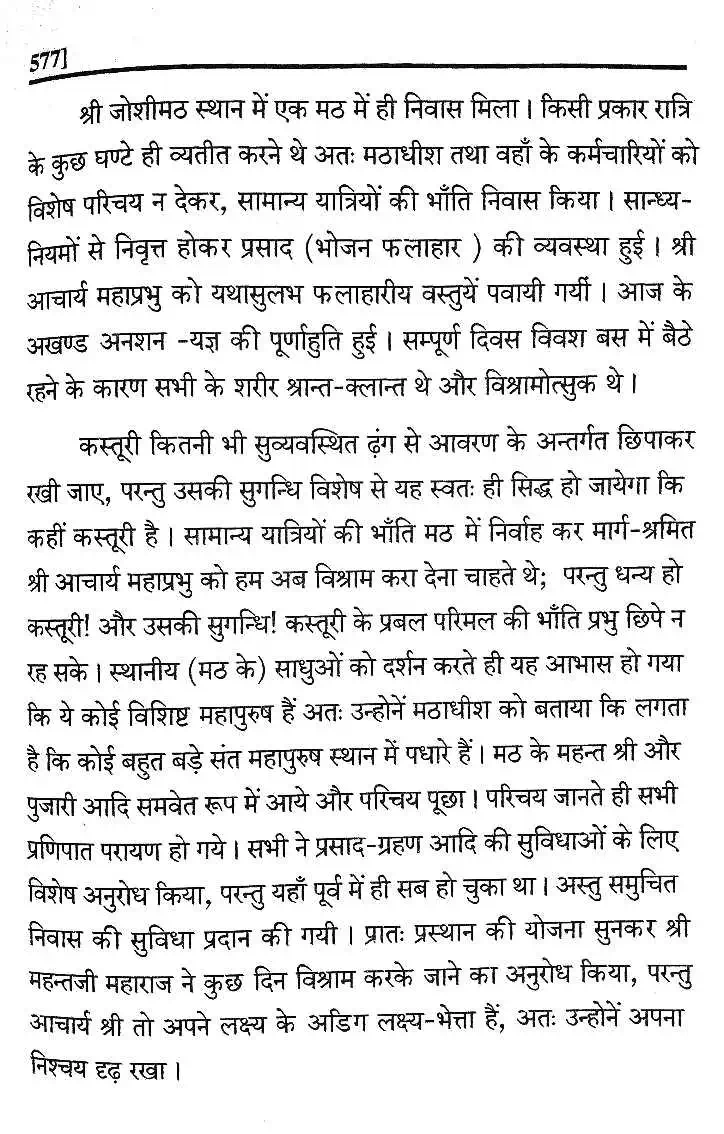 577]
श्री जोशीमठ स्थान में एक मठ में ही निवास मिला । किसी प्रकार रात्रि
के कुछ घण्टे ही व्यतीत करने थे अतः मठाधीश तथा वहाँ के कर्मचारियों को
विशेष परिचय न देकर, सामान्य यात्रियों की भाँति निवास किया । सान्ध्य-
नियमों से निवृत्त होकर प्रसाद (भोजन फलाहार ) की व्यवस्था हुई । श्री
आचार्य महाप्रभु को यथासुलभ फलाहारीय वस्तुयें पवायी गयीं । आज के
अखण्ड अनशन -यज्ञ की पूर्णाहुति हुई । सम्पूर्ण दिवस विवश बस में बैठे
रहने के कारण सभी के शरीर श्रान्त-क्लान्त थे और विश्रामोत्सुक थे ।
कस्तूरी कितनी भी सुव्यवस्थित ढ़ंग से आवरण के अन्तर्गत छिपाकर
रखी जाए, परन्तु उसकी सुगन्धि विशेष से यह स्वतः ही सिद्ध हो जायेगा कि
कहीं कस्तूरी है । सामान्य यात्रियों की भाँति मठ में निर्वाह कर मार्ग-श्रमित
श्री आचार्य महाप्रभु को हम अब विश्राम करा देना चाहते थे; परन्तु धन्य हो
कस्तूरी! और उसकी सुगन्धि! कस्तूरी के प्रबल परिमल की भाँति प्रभु छिपे न
रह सके । स्थानीय (मठ के) साधुओं को दर्शन करते ही यह आभास हो गया
कि ये कोई विशिष्ट महापुरुष हैं अतः उन्होनें मठाधीश को बताया कि लगता
है कि कोई बहुत बड़े संत महापुरुष स्थान में पधारे हैं । मठ के महन्त श्री और
पुजारी आदि समवेत रूप में आये और परिचय पूछा । परिचय जानते ही सभी
प्रणिपात परायण हो गये । सभी ने प्रसाद-ग्रहण आदि की सुविधाओं के लिए
विशेष अनुरोध किया, परन्तु यहाँ पूर्व में ही सब हो चुका था । अस्तु समुचित
निवास की सुविधा प्रदान की गयी । प्रातः प्रस्थान की योजना सुनकर श्री
महन्तजी महाराज ने कुछ दिन विश्राम करके जाने का अनुरोध किया, परन्तु
आचार्य श्री तो अपने लक्ष्य के अडिग लक्ष्य-भेत्ता हैं, अतः उन्होनें अपना
निश्चय दृढ़ रखा ।